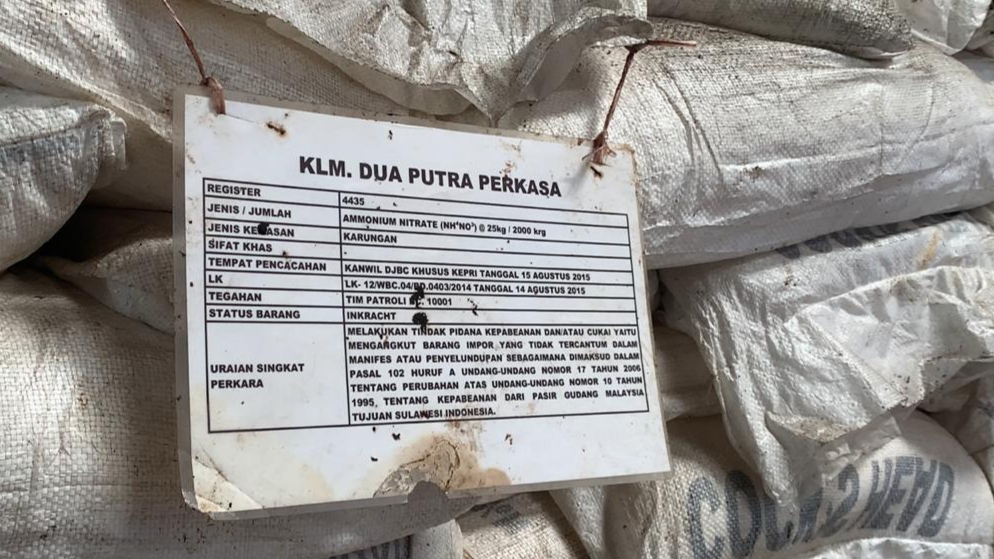 KLM. DUA PUTRA PERKASA
REGISTER 4435
JENIS / JUMLAH AMMONIUM NITRATE (NH⁴NO³) @ 25kg / 2000 krg
JENIS KEMASAN KARUNGAN
SIFAT KHAS
TEMPAT PENCACAHAN KANWIL DJBC KHUSUS KEPRI TANGGAL 15 AGUSTUS 2015
LK LK- 12/WBC.04/BD.0403/2014 TANGGAL 14 AGUSTUS 2015
TEGAHAN TIM PATROLI 10001
STATUS BARANG INKRACHT
URAIAN SINGKAT
PERKARA
MELAKUKAN TINDAK PIDANA KEPABEANAN DAN/ATAU CUKAI YAITU
MENGANGKUT BARANG IMPOR YANG TIDAK TERCANTUM DALAM
MANIFES ATAU PENYELUNDUPAN SEBAGAIMANA DIMAKSUD DALAM
PASAL 102 HURUF A UNDANG-UNDANG NOMOR 17 TAHUN 2006
TENTANG PERUBAHAN ATAS UNDANG-UNDANG NOMOR 10 TAHUN
1995, TENTANG KEPABEANAN DARI PASIR GUDANG MALAYSIA
TUJUAN SULAWESI INDONESIA.